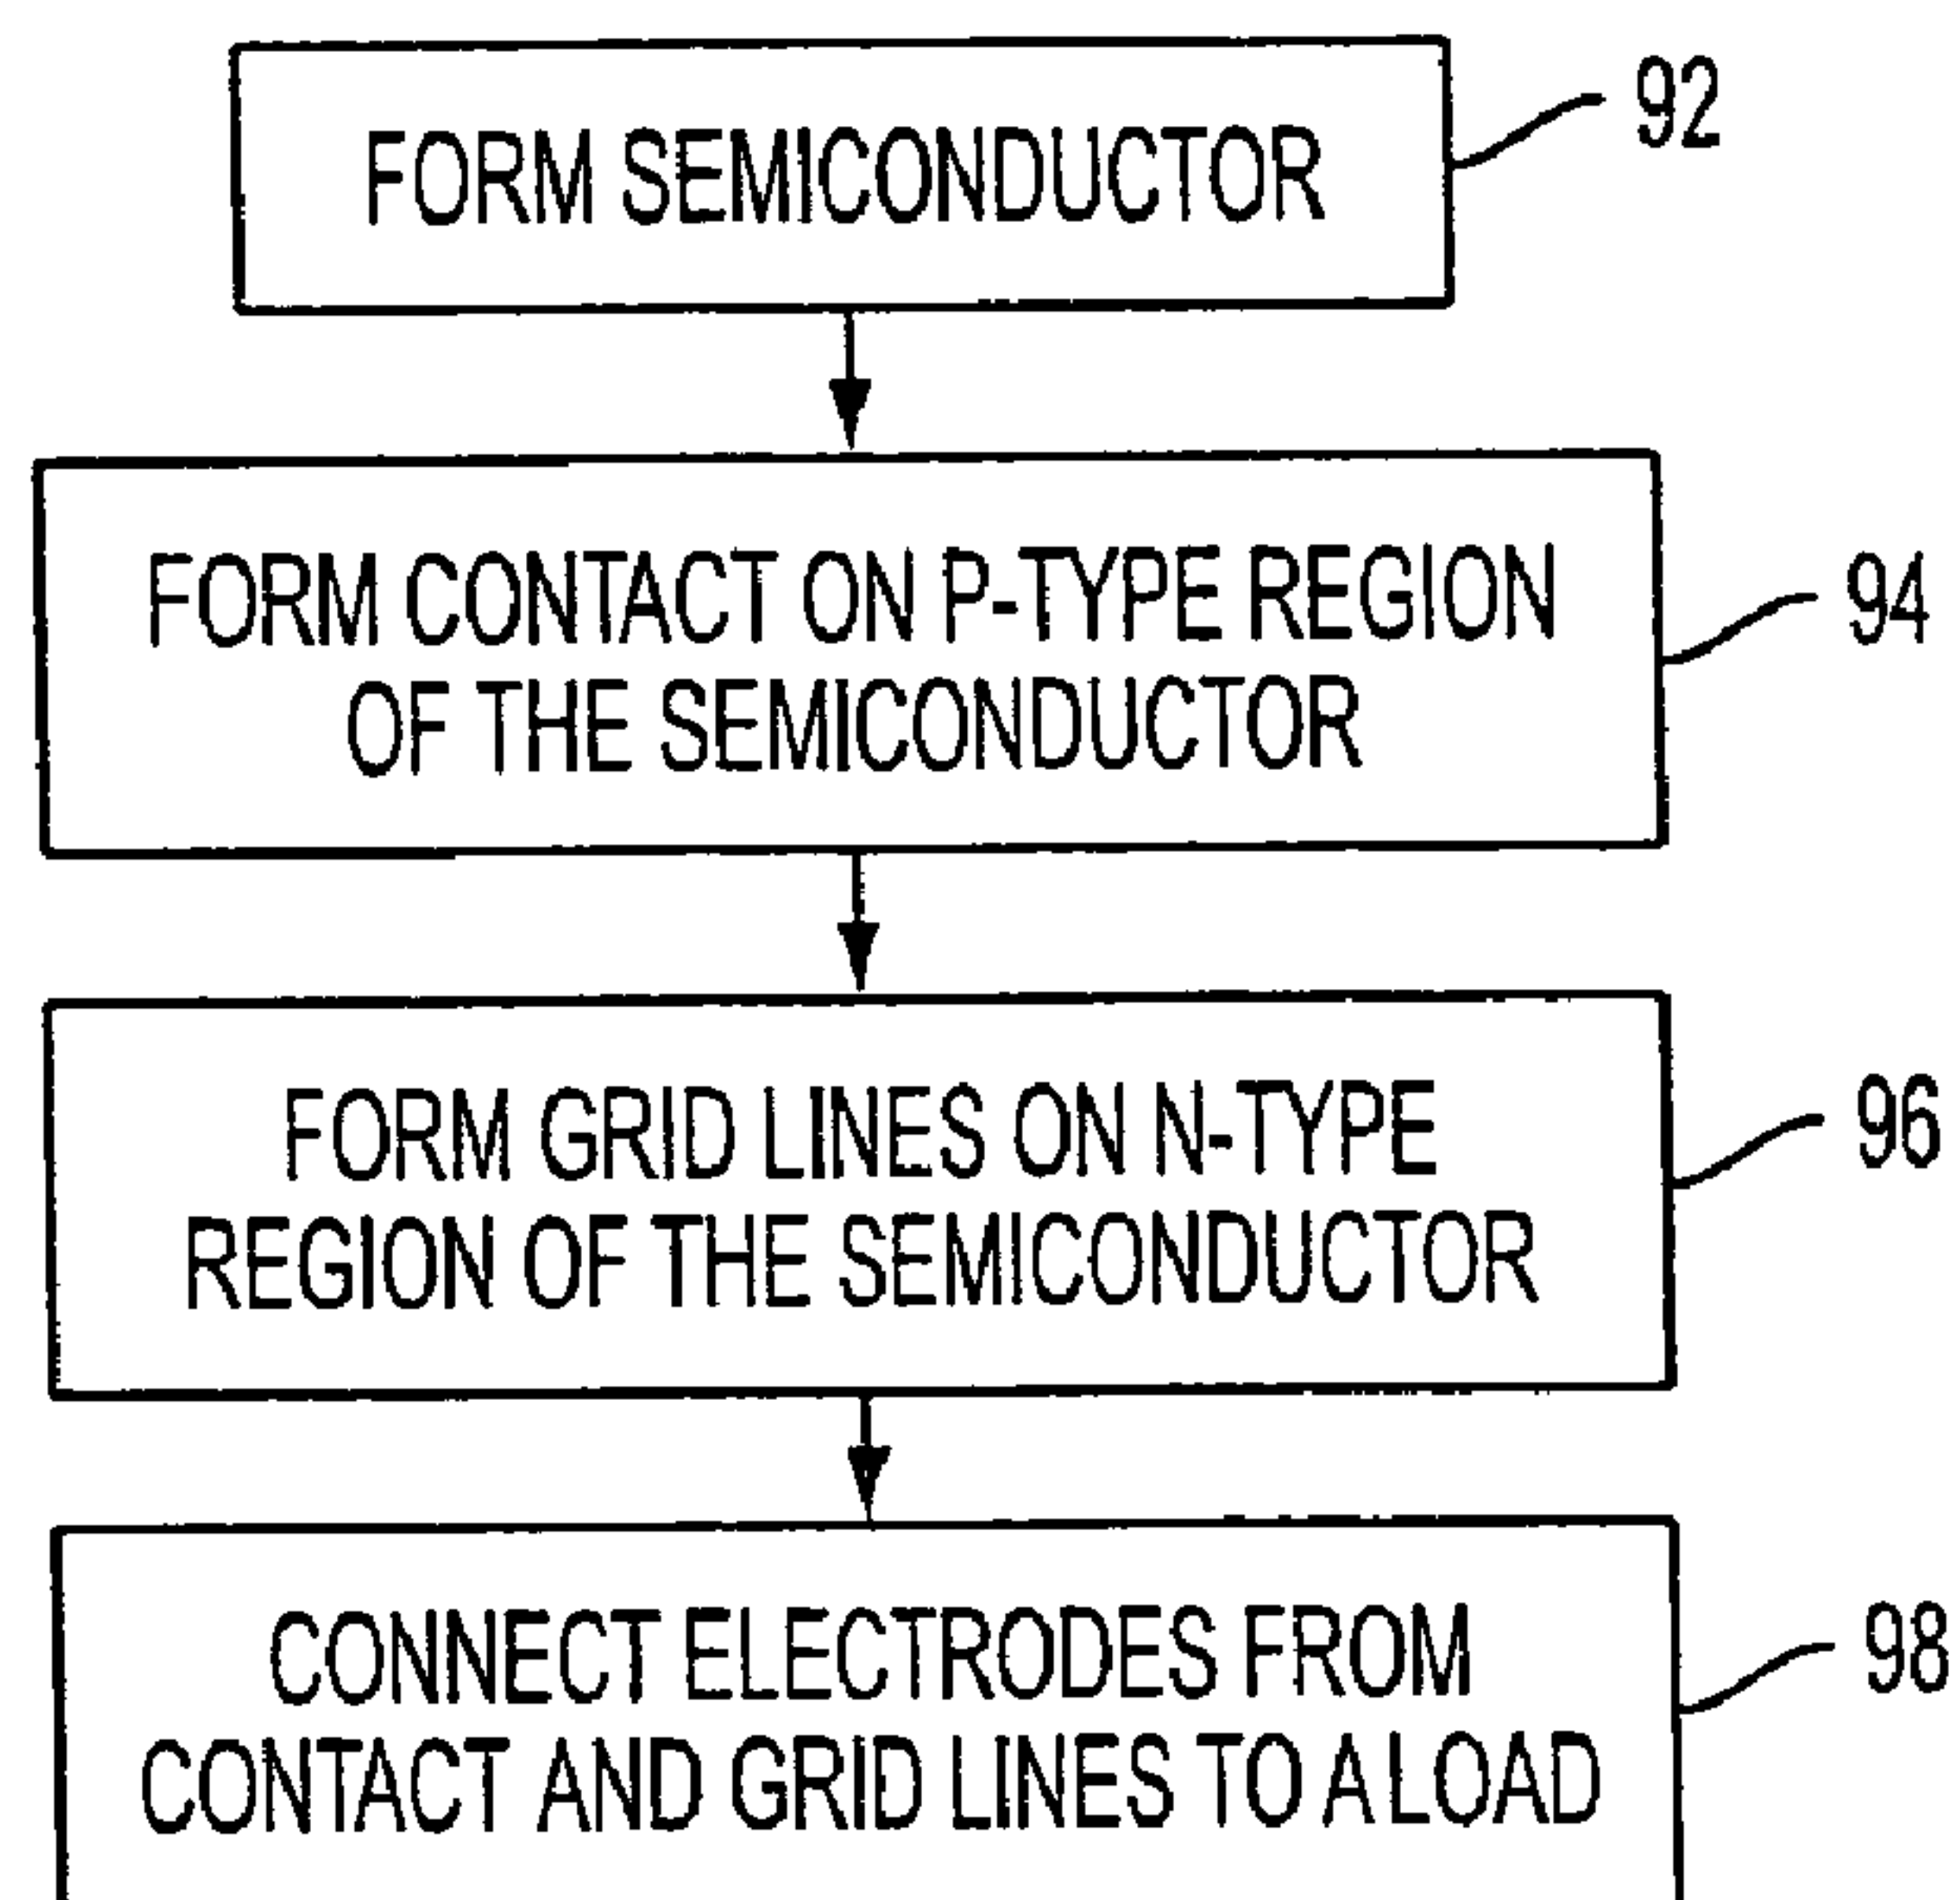 FORM SEMICONDUCTOR
92
FORM CONTACT ON P-TYPE REGION
OF THE SEMICONDUCTOR
94
FORM GRID LINES ON N-TYPE
REGION OF THE SEMICONDUCTOR
96
CONNECT ELECTRODES FROM
CONTACT AND GRID LINES TO A LOAD
98